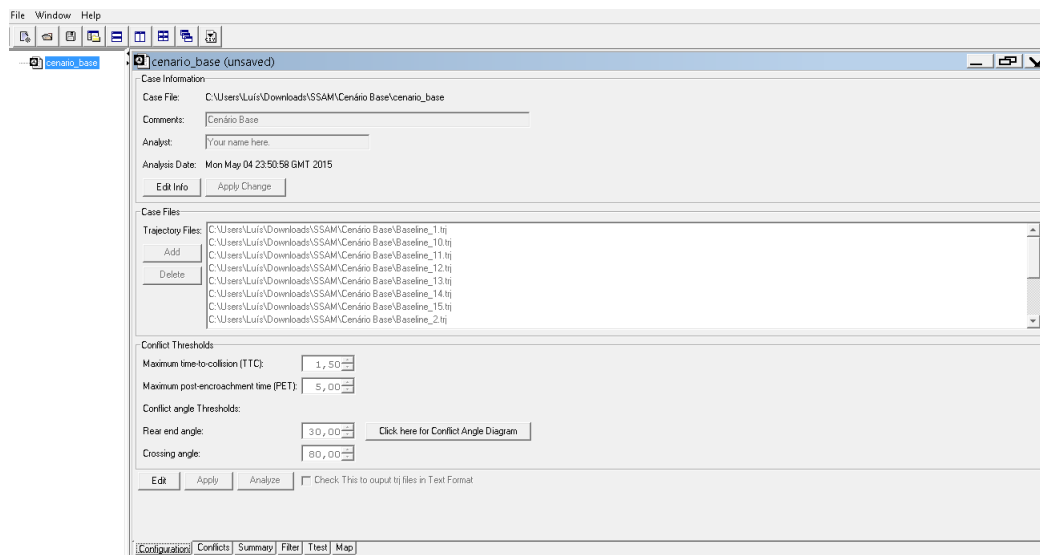 File Window Help
cenario_base
cenario_base (unsaved)
Case Information
Case File: C:\Users\Luís\Downloads\SSAM\Cenário Base\cenario_base
Comments: Cenário Base
Analyst: Your name here.
Analysis Date: Mon May 04 23:50:58 GMT 2015
Edit Info Apply Change
Case Files
Trajectory Files: C:\Users\Luís\Downloads\SSAM\Cenário Base\Baseline_1.trj
C:\Users\Luís\Downloads\SSAM\Cenário Base\Baseline_10.trj
Add C:\Users\Luís\Downloads\SSAM\Cenário Base\Baseline_11.trj
C:\Users\Luís\Downloads\SSAM\Cenário Base\Baseline_12.trj
Delete C:\Users\Luís\Downloads\SSAM\Cenário Base\Baseline_13.trj
C:\Users\Luís\Downloads\SSAM\Cenário Base\Baseline_14.trj
C:\Users\Luís\Downloads\SSAM\Cenário Base\Baseline_15.trj
C:\Users\Luís\Downloads\SSAM\Cenário Base\Baseline_2.trj
Conflict Thresholds
Maximum time-to-collision (TTC): 1,50
Maximum post-encroachment time (PET): 5,00
Conflict angle Thresholds:
Rear end angle: 30,00 Click here for Conflict Angle Diagram
Crossing angle: 80,00
Edit Apply Analyze Check This to ouput trj files in Text Format
Configuration Conflicts Summary Filter Ttest Map